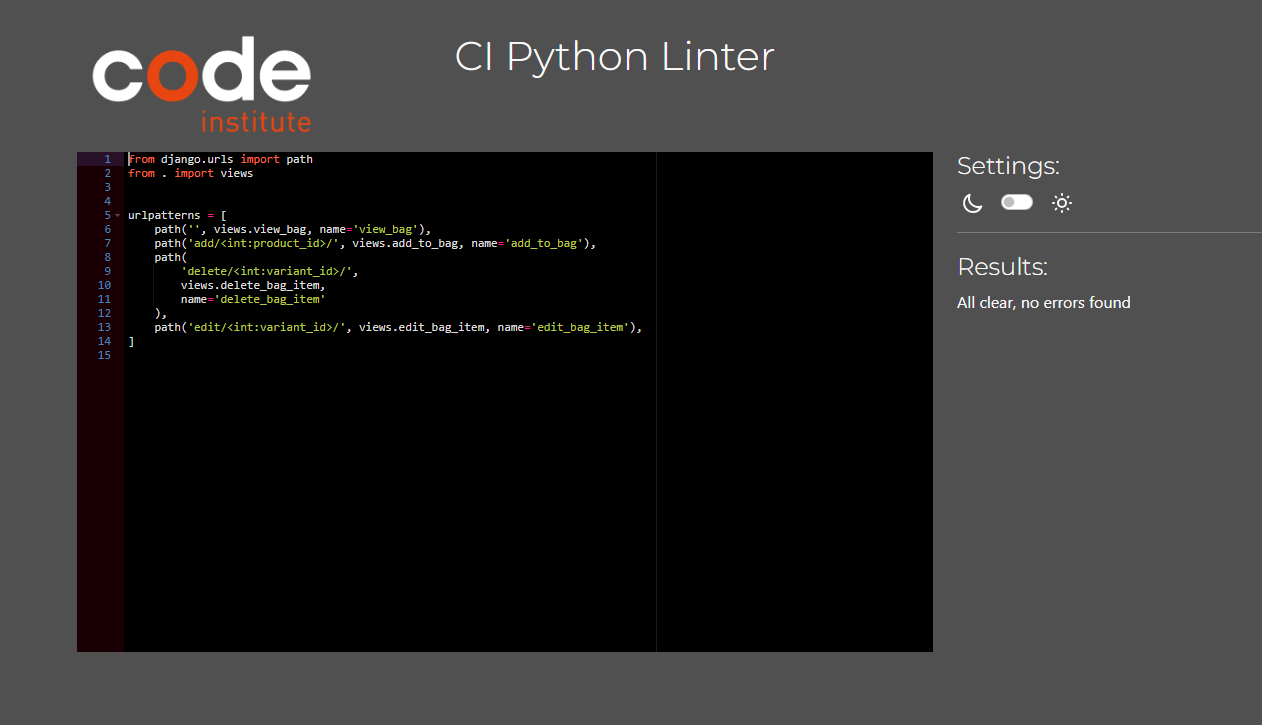 code
institute
CI Python Linter
1 from django.urls import path
2 from . import views
3
4
5 urlpatterns = [
6     path('', views.view_bag, name='view_bag'),
7     path('add/<int:product_id>/', views.add_to_bag, name='add_to_bag'),
8     path(
9         'delete/<int:variant_id>/',
10         views.delete_bag_item,
11         name='delete_bag_item'
12     ),
13     path('edit/<int:variant_id>/', views.edit_bag_item, name='edit_bag_item'),
14 ]
15
Settings:
Results:
All clear, no errors found